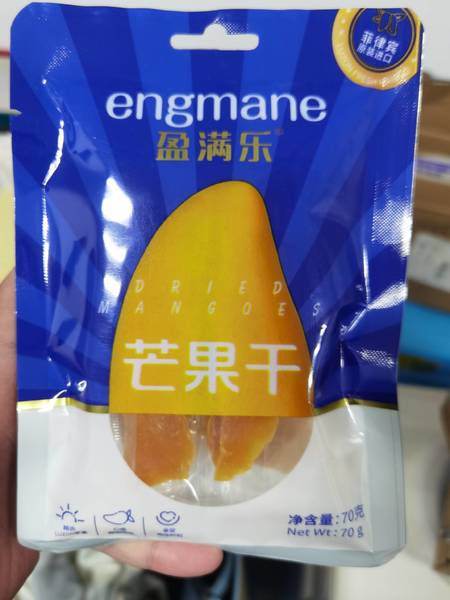 菲律宾
原装进口
engmane
盈满乐
DRIED
MANGOES
芒果干
净含量:70克
Net Wt: 70 g